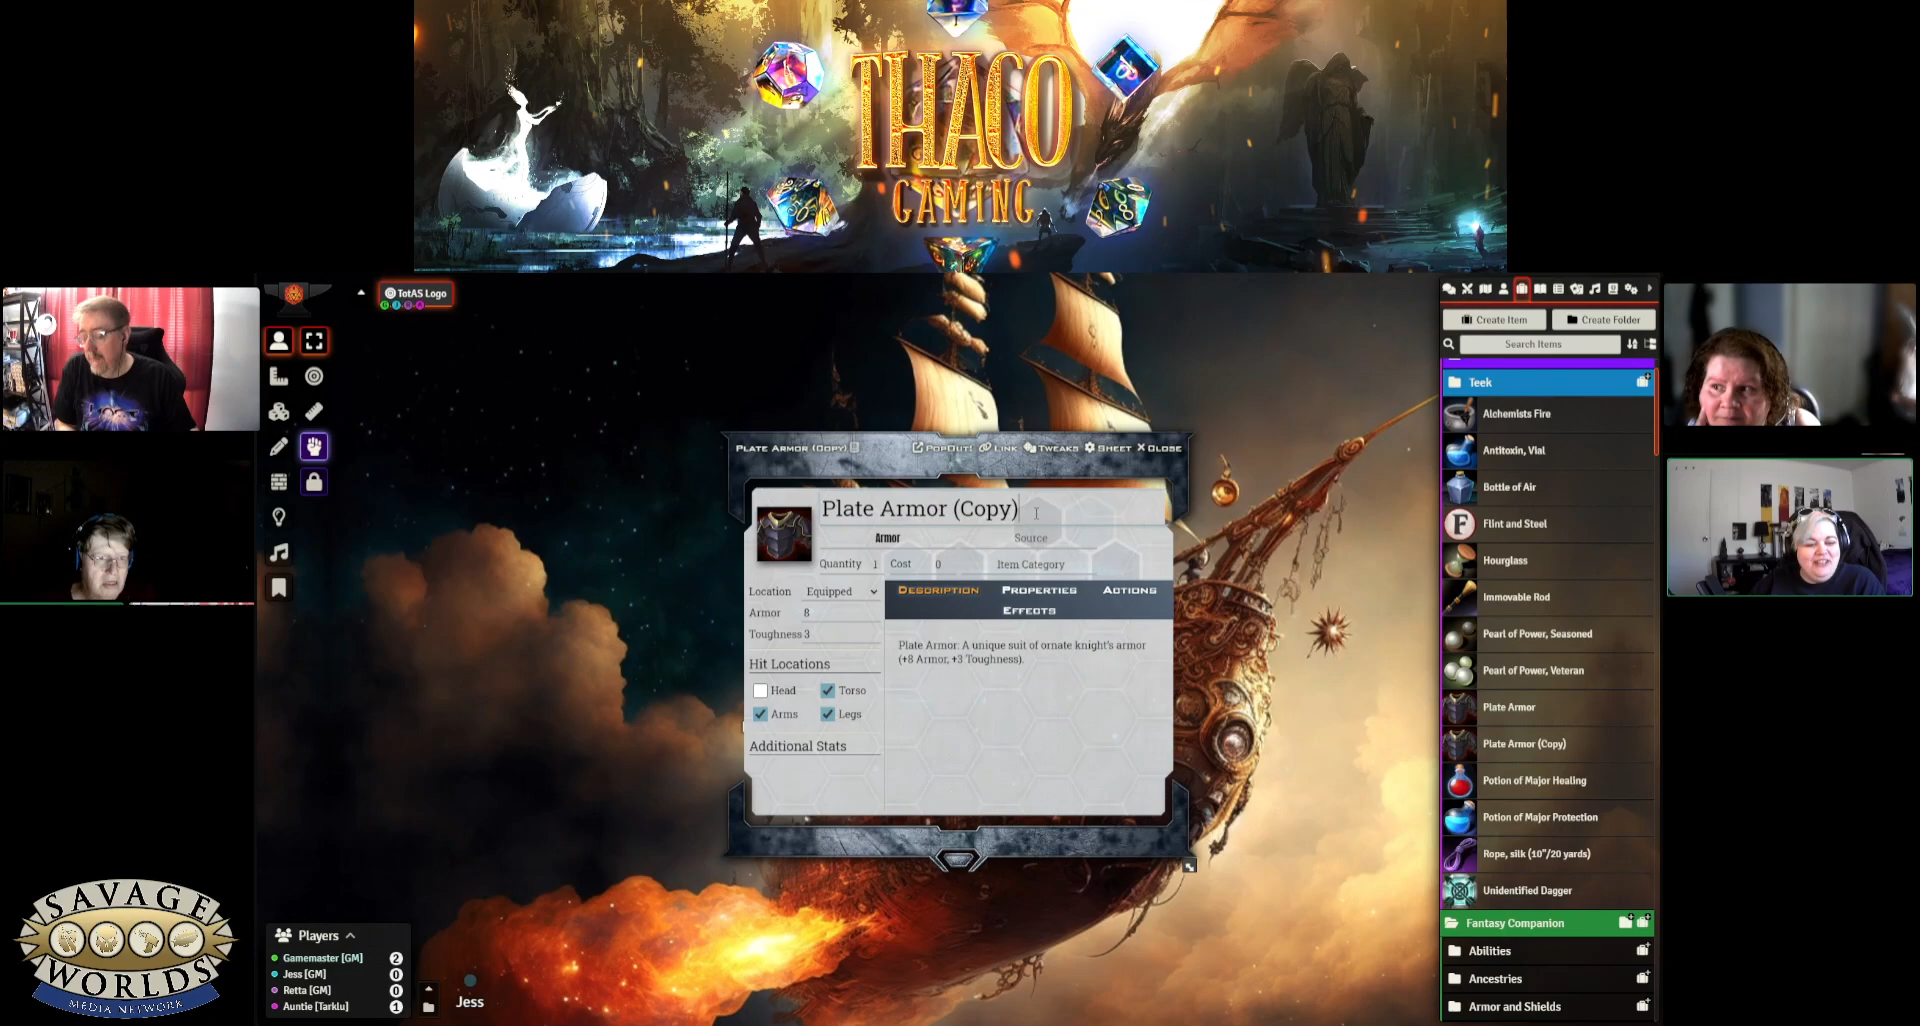 THACO
GAMING
TotAS Logo
G J R A
PLATE ARMOR (COPY)
POPOUT! LINK TWEAKS SHEET CLOSE
Plate Armor (Copy)
Armor
Source
Quantity 1 Cost 0 Item Category
Location Equipped
Armor 8
Toughness 3
Hit Locations
Head Torso
Arms Legs
Additional Stats
DESCRIPTION PROPERTIES ACTIONS
EFFECTS
Plate Armor: A unique suit of ornate knight's armor
(+8 Armor, +3 Toughness).
Create Item Create Folder
Search Items
Teek
Alchemists Fire
Antitoxin, Vial
Bottle of Air
F
Flint and Steel
Hourglass
Immovable Rod
Pearl of Power, Seasoned
Pearl of Power, Veteran
Plate Armor
Plate Armor (Copy)
Potion of Major Healing
Potion of Major Protection
Rope, silk (10"/20 yards)
Unidentified Dagger
Fantasy Companion
Abilities
Ancestries
Armor and Shields
Players
Gamemaster [GM] 2
Jess [GM] 0
Retta [GM] 0
Auntie [Tarklu] 1
Jess
SAVAGE
WORLDS
MEDIA NETWORK